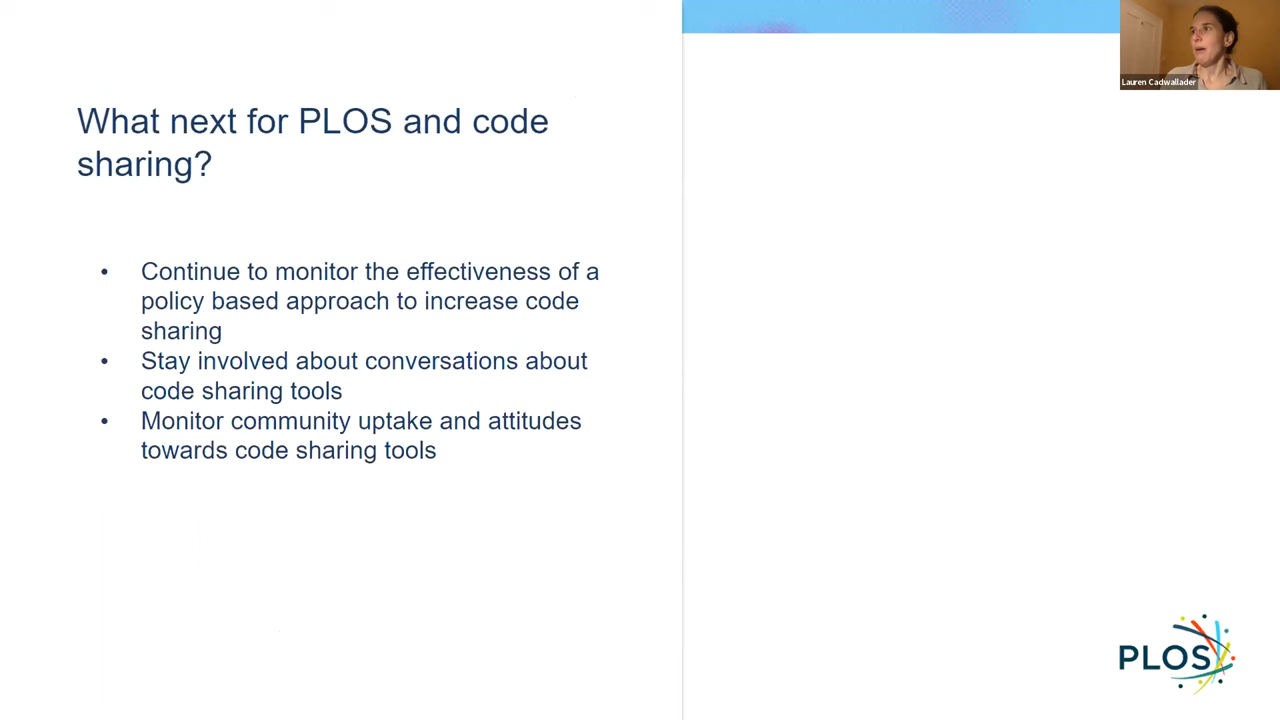 What next for PLOS and code
sharing?
• Continue to monitor the effectiveness of a
policy based approach to increase code
sharing
• Stay involved about conversations about
code sharing tools
• Monitor community uptake and attitudes
towards code sharing tools
Lauren Cadwallader
PLOS